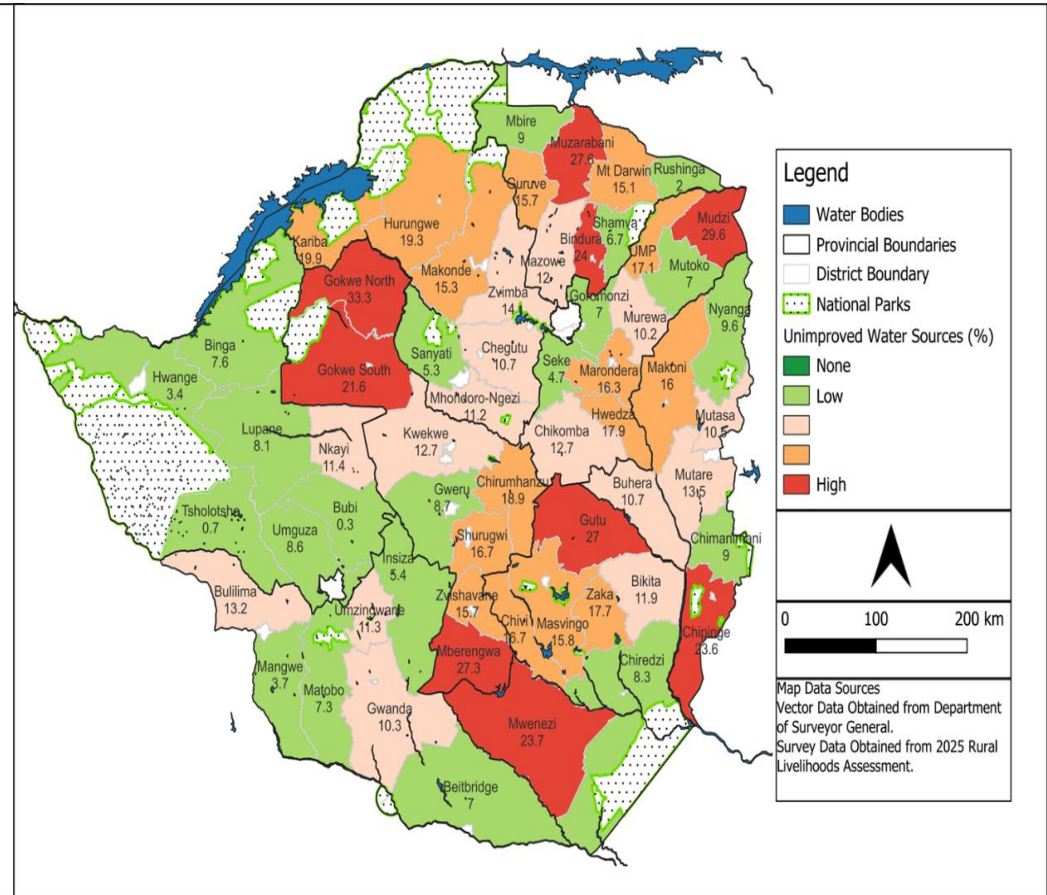 Mbire
9
Muzarabani
27.6
Mt Darwin
15.1
Rushinga
2
Guruve
15.7
Hurungwe
19.3
Kariba
19.9
Shamva
6.7
Bindura
24
Mudzi
29.6
UMP
17.1
Mazowe
12
Makonde
15.3
Gokwe North
33.3
Mutoko
7
Zvimba
14
Goromonzi
7
Murewa
10.2
Nyanga
9.6
Binga
7.6
Sanyati
5.3
Chegutu
10.7
Seke
4.7
Marondera
16.3
Makoni
16
Hwange
3.4
Gokwe South
21.6
Mhondoro-Ngezi
11.2
Hwedza
17.9
Mutasa
10.5
Lupane
8.1
Nkayi
11.4
Kwekwe
12.7
Chikomba
12.7
Mutare
13.5
Buhera
10.7
Gweru
8.7
Chirumhanzu
18.9
Tsholotsho
0.7
Bubi
0.3
Umguza
8.6
Gutu
27
Chimanimani
9
Shurugwi
16.7
Insiza
5.4
Bikita
11.9
Bulilima
13.2
Umzingwane
11.3
Zvishavane
15.7
Chivi
16.7
Masvingo
15.8
Zaka
17.7
Chipinge
23.6
Mberengwa
27.3
Chiredzi
8.3
Mangwe
3.7
Matobo
7.3
Gwanda
10.3
Mwenezi
23.7
Beitbridge
7
Legend
Water Bodies
Provincial Boundaries
District Boundary
National Parks
Unimproved Water Sources (%)
None
Low
High
0 100 200 km
Map Data Sources
Vector Data Obtained from Department
of Surveyor General.
Survey Data Obtained from 2025 Rural
Livelihoods Assessment.